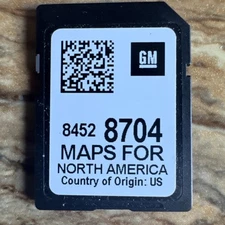 GM
8452 8704
MAPS FOR
NORTH AMERICA
Country of Origin: US